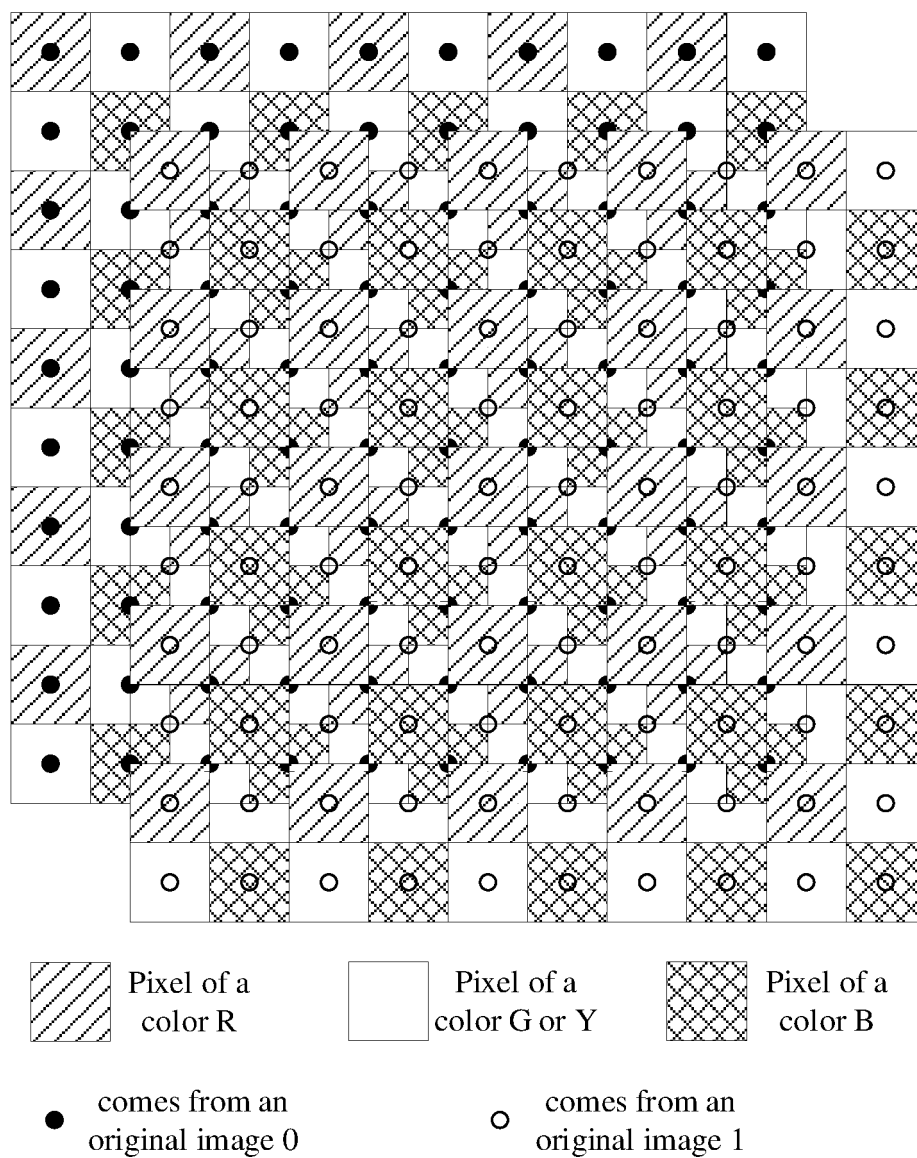 Pixel of a
color R
Pixel of a
color G or Y
Pixel of a
color B
comes from an
original image 0
comes from an
original image 1